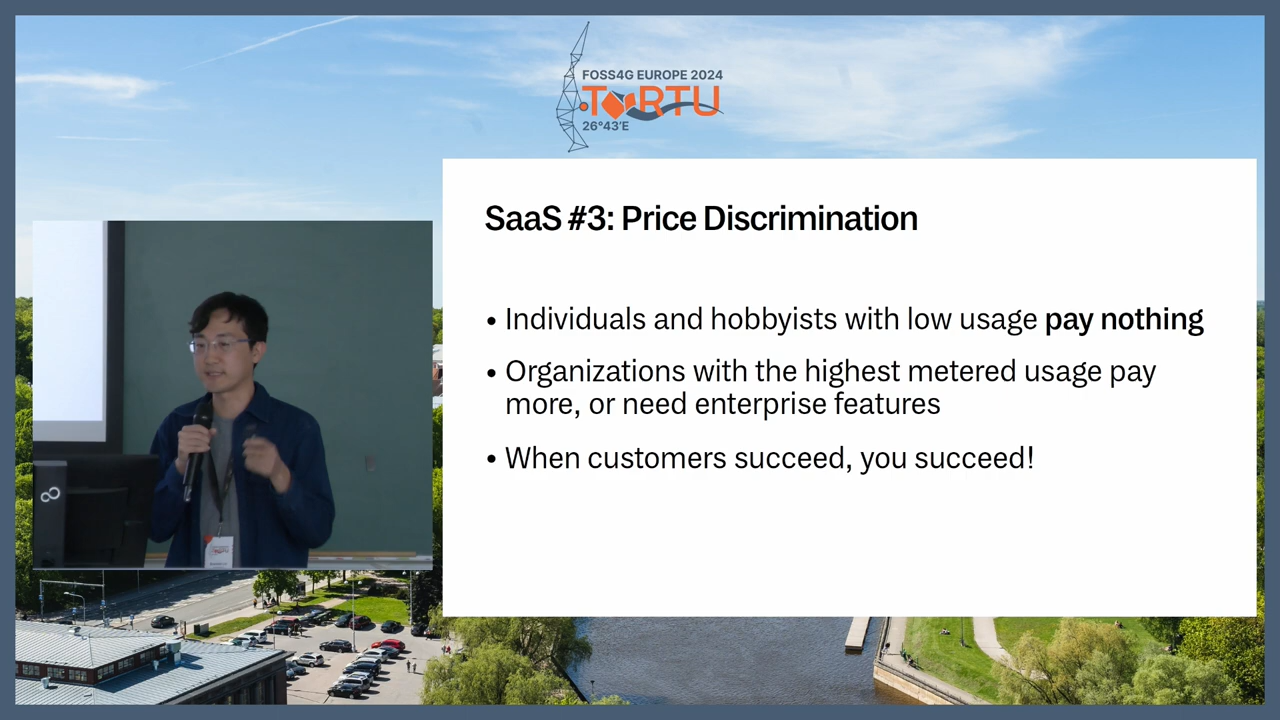 FOSS4G EUROPE 2024
TARTU
26°43'E
SaaS #3: Price Discrimination
• Individuals and hobbyists with low usage pay nothing
• Organizations with the highest metered usage pay
more, or need enterprise features
• When customers succeed, you succeed!